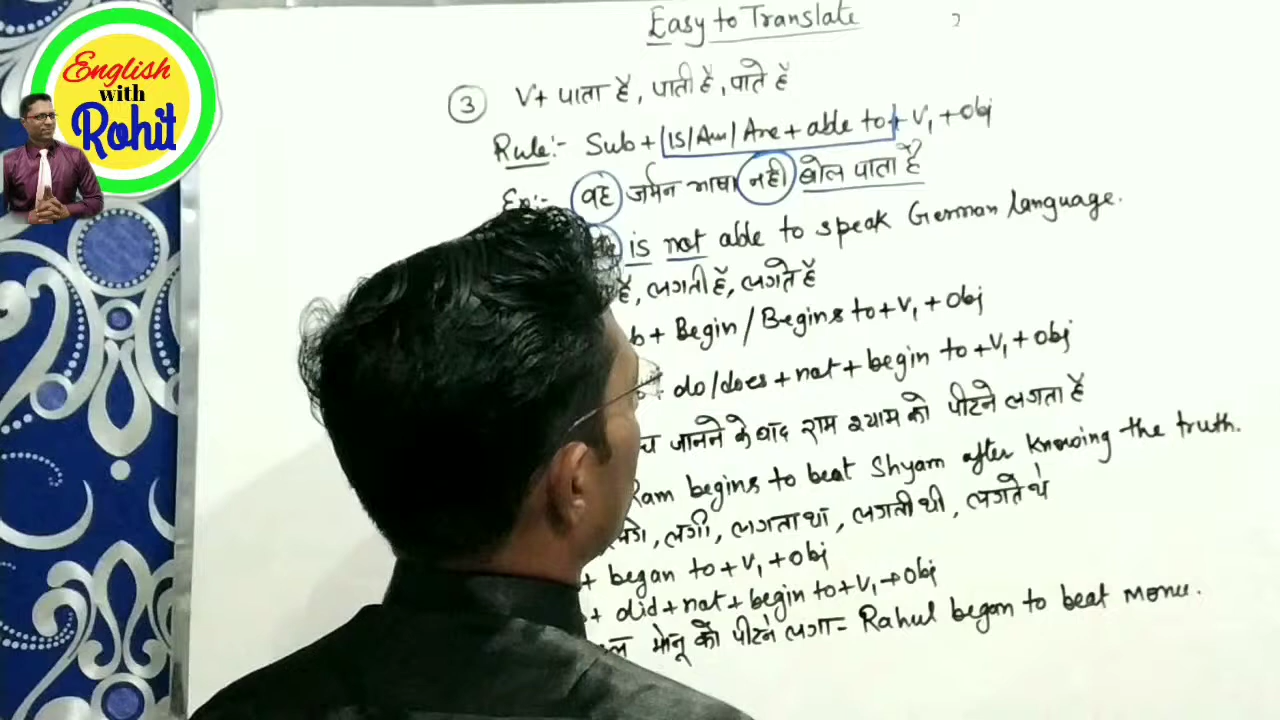 English
with
Rohit
Easy to Translate
③ V+ पाता है, पाती है, पाते हैं
Rule:- Sub + Is/Am/Are + able to + V₁ + Obj
Ex:- वह जर्मन भाषा नही बोल पाता है
is not able to speak German language.
है, लगती है, लगते हैं
+ Begin / Begins to + V₁ + Obj
+ do/does + not + begin to + V₁ + Obj
जानने के बाद राम श्याम को पीटने लगता है
Ram begins to beat Shyam after knowing the truth.
, लगी, लगता था, लगती थी, लगते थे
+ began to + V₁ + Obj
+ did + not + begin to + V₁ → Obj
मोनू को पीटने लगा = Rahul began to beat Monu.